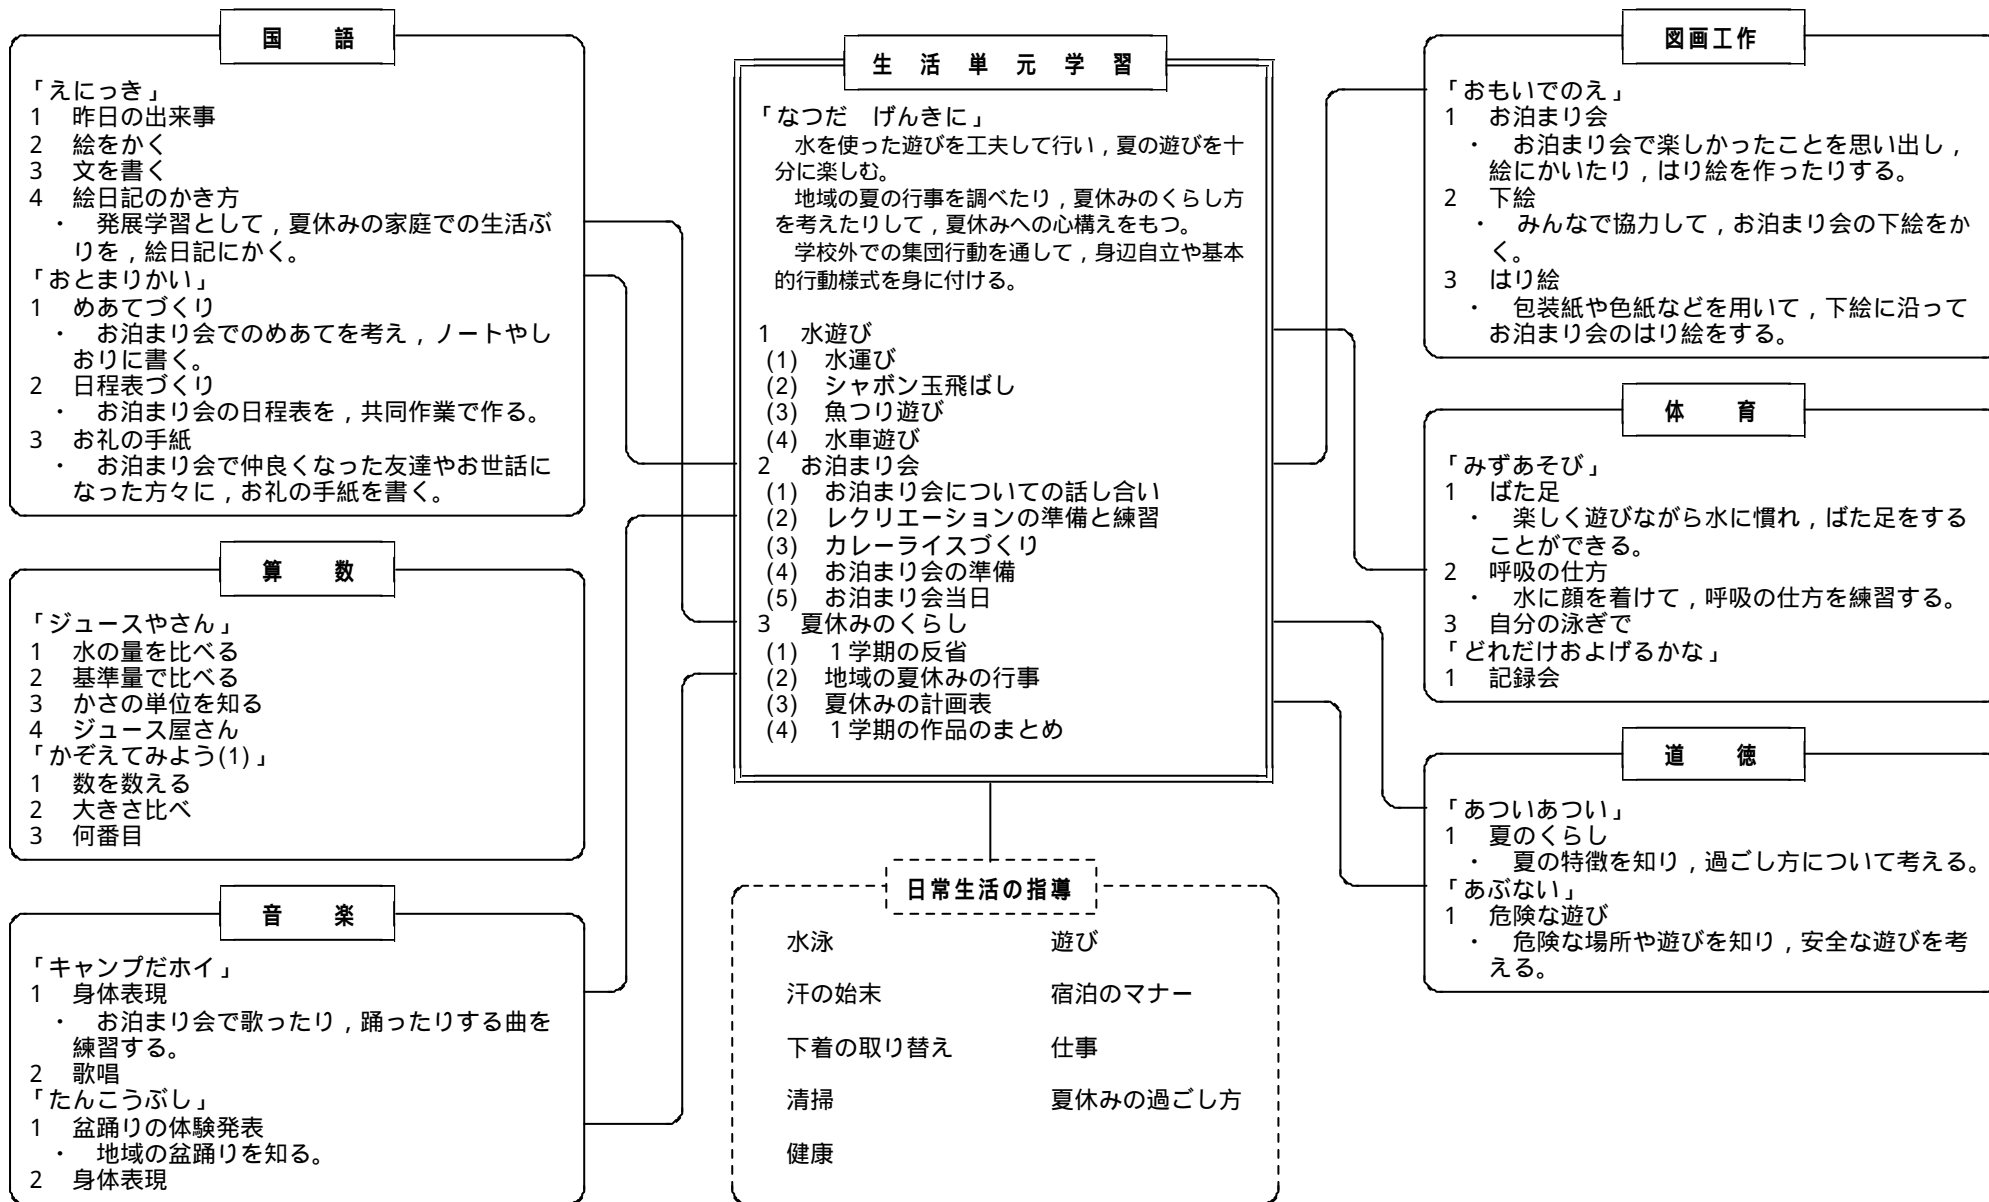 国　語
「えにっき」
1　昨日の出来事
2　絵をかく
3　文を書く
4　絵日記のかき方
・　発展学習として，夏休みの家庭での生活ぶ
りを，絵日記にかく。
「おとまりかい」
1　めあてづくり
・　お泊まり会でのめあてを考え，ノートやし
おりに書く。
2　日程表づくり
・　お泊まり会の日程表を，共同作業で作る。
3　お礼の手紙
・　お泊まり会で仲良くなった友達やお世話に
なった方々に，お礼の手紙を書く。
算　数
「ジュースやさん」
1　水の量を比べる
2　基準量で比べる
3　かさの単位を知る
4　ジュース屋さん
「かぞえてみよう(1)」
1　数を数える
2　大きさ比べ
3　何番目
音　楽
「キャンプだホイ」
1　身体表現
・　お泊まり会で歌ったり，踊ったりする曲を
練習する。
2　歌唱
「たんこうぶし」
1　盆踊りの体験発表
・　地域の盆踊りを知る。
2　身体表現
生活単元学習
「なつだ　げんきに」
水を使った遊びを工夫して行い，夏の遊びを十
分に楽しむ。
地域の夏の行事を調べたり，夏休みのくらし方
を考えたりして，夏休みへの心構えをもつ。
学校外での集団行動を通して，身辺自立や基本
的行動様式を身に付ける。
1　水遊び
(1)　水運び
(2)　シャボン玉飛ばし
(3)　魚つり遊び
(4)　水車遊び
2　お泊まり会
(1)　お泊まり会についての話し合い
(2)　レクリエーションの準備と練習
(3)　カレーライスづくり
(4)　お泊まり会の準備
(5)　お泊まり会当日
3　夏休みのくらし
(1)　1学期の反省
(2)　地域の夏休みの行事
(3)　夏休みの計画表
(4)　1学期の作品のまとめ
日常生活の指導
水泳　遊び
汗の始末　宿泊のマナー
下着の取り替え　仕事
清掃　夏休みの過ごし方
健康
図画工作
「おもいでのえ」
1　お泊まり会
・　お泊まり会で楽しかったことを思い出し，
絵にかいたり，はり絵を作ったりする。
2　下絵
・　みんなで協力して，お泊まり会の下絵をか
く。
3　はり絵
・　包装紙や色紙などを用いて，下絵に沿って
お泊まり会のはり絵をする。
体　育
「みずあそび」
1　ばた足
・　楽しく遊びながら水に慣れ，ばた足をする
ことができる。
2　呼吸の仕方
・　水に顔を着けて，呼吸の仕方を練習する。
3　自分の泳ぎで
「どれだけおよげるかな」
1　記録会
道　徳
「あついあつい」
1　夏のくらし
・　夏の特徴を知り，過ごし方について考える。
「あぶない」
1　危険な遊び
・　危険な場所や遊びを知り，安全な遊びを考
える。